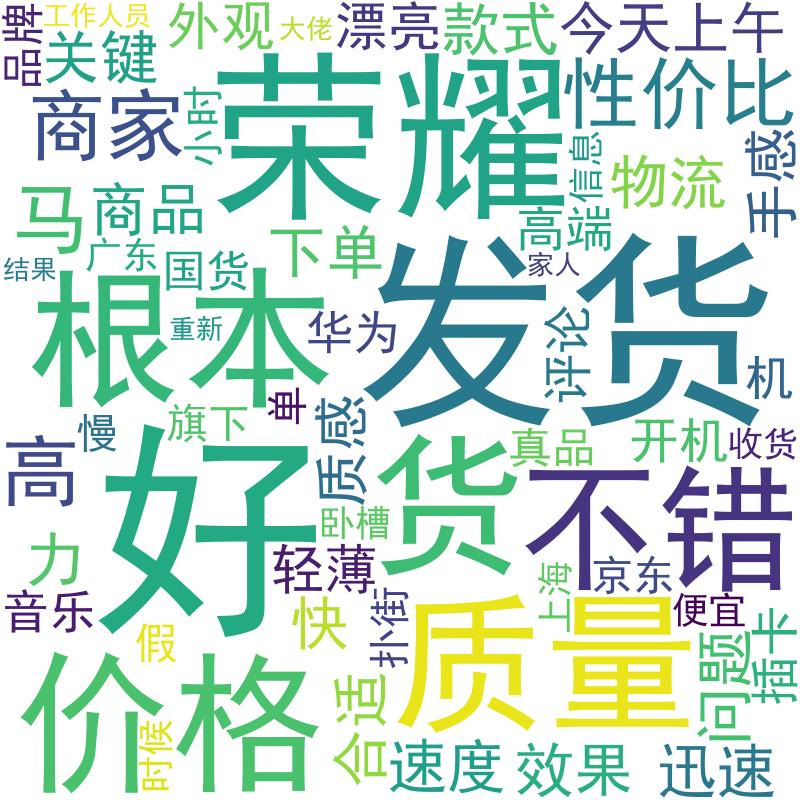 品牌
工作人员
外观
大佬
漂亮
款式
今天上午
关键
商家
小时
荣耀
性价比
信息
物流
手感
马
商品
高端
广东
国货
下单
结果
家人
根本
重新
华为
发货
评论
机
单
慢
旗下
质感
真品
开机
收货
高
好
货
不错
卧槽
力
轻薄
京东
上海
音乐
假
快
扑街
质量
便宜
问题
插卡
价格
合适
时候
速度
效果
迅速